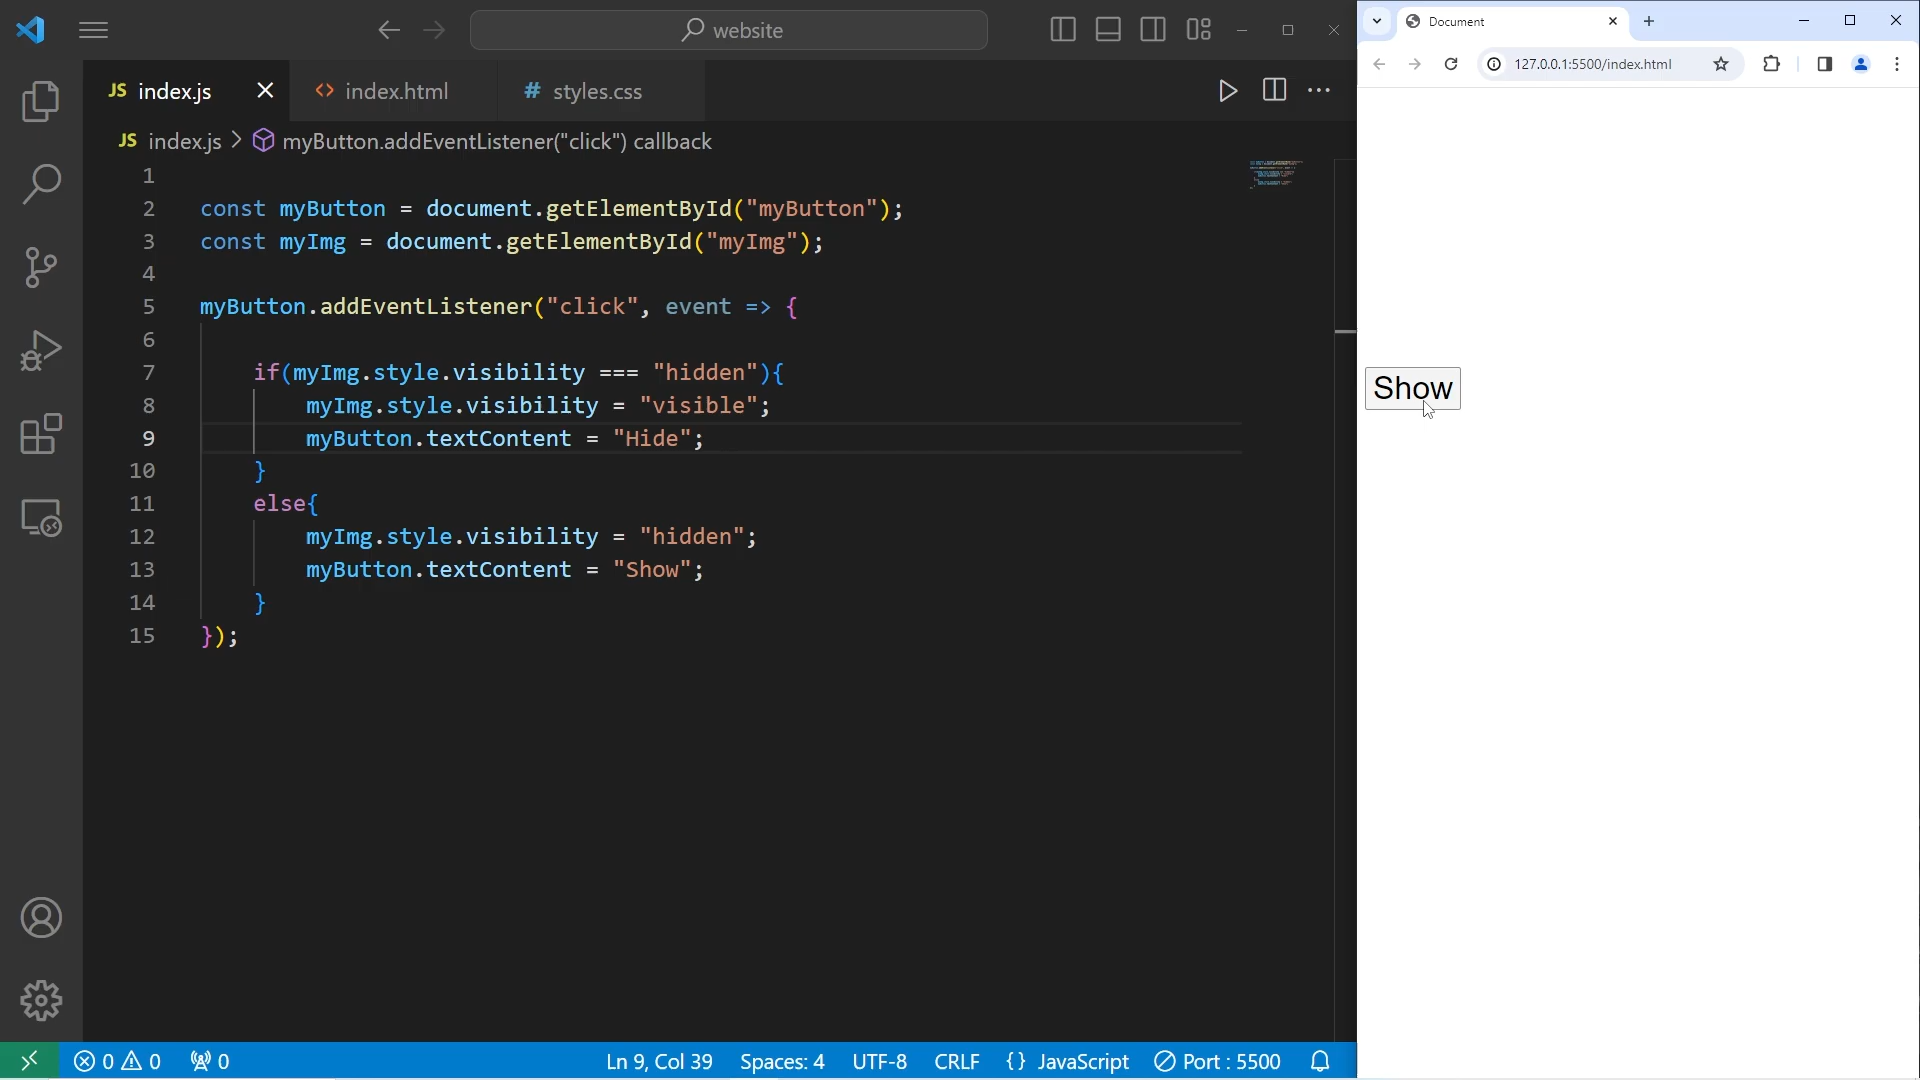 website
JS index.js
<> index.html
# styles.css
JS index.js > myButton.addEventListener("click") callback
1
2 const myButton = document.getElementById("myButton");
3 const myImg = document.getElementById("myImg");
4
5 myButton.addEventListener("click", event => {
6
7 if(myImg.style.visibility === "hidden"){
8 myImg.style.visibility = "visible";
9 myButton.textContent = "Hide";
10 }
11 else{
12 myImg.style.visibility = "hidden";
13 myButton.textContent = "Show";
14 }
15 });
0 0 0 Ln 9, Col 39 Spaces: 4 UTF-8 CRLF {} JavaScript Port : 5500
Document
127.0.0.1:5500/index.html
Show